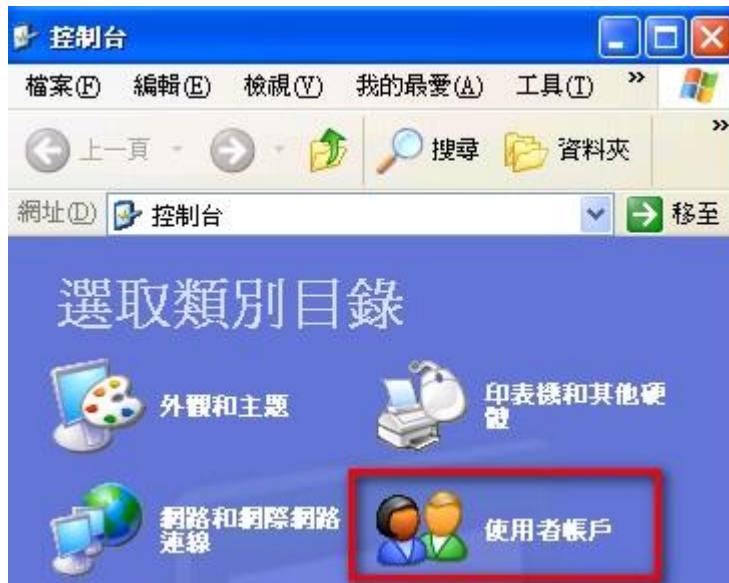 控制台
檔案(F) 編輯(E) 檢視(V) 我的最愛(A) 工具(T) »
上一頁 搜尋 資料夾 »
網址(D) 控制台 移至
選取類別目錄
外觀和主題
印表機和其他硬
體
網路和網際網路
連線
使用者帳戶